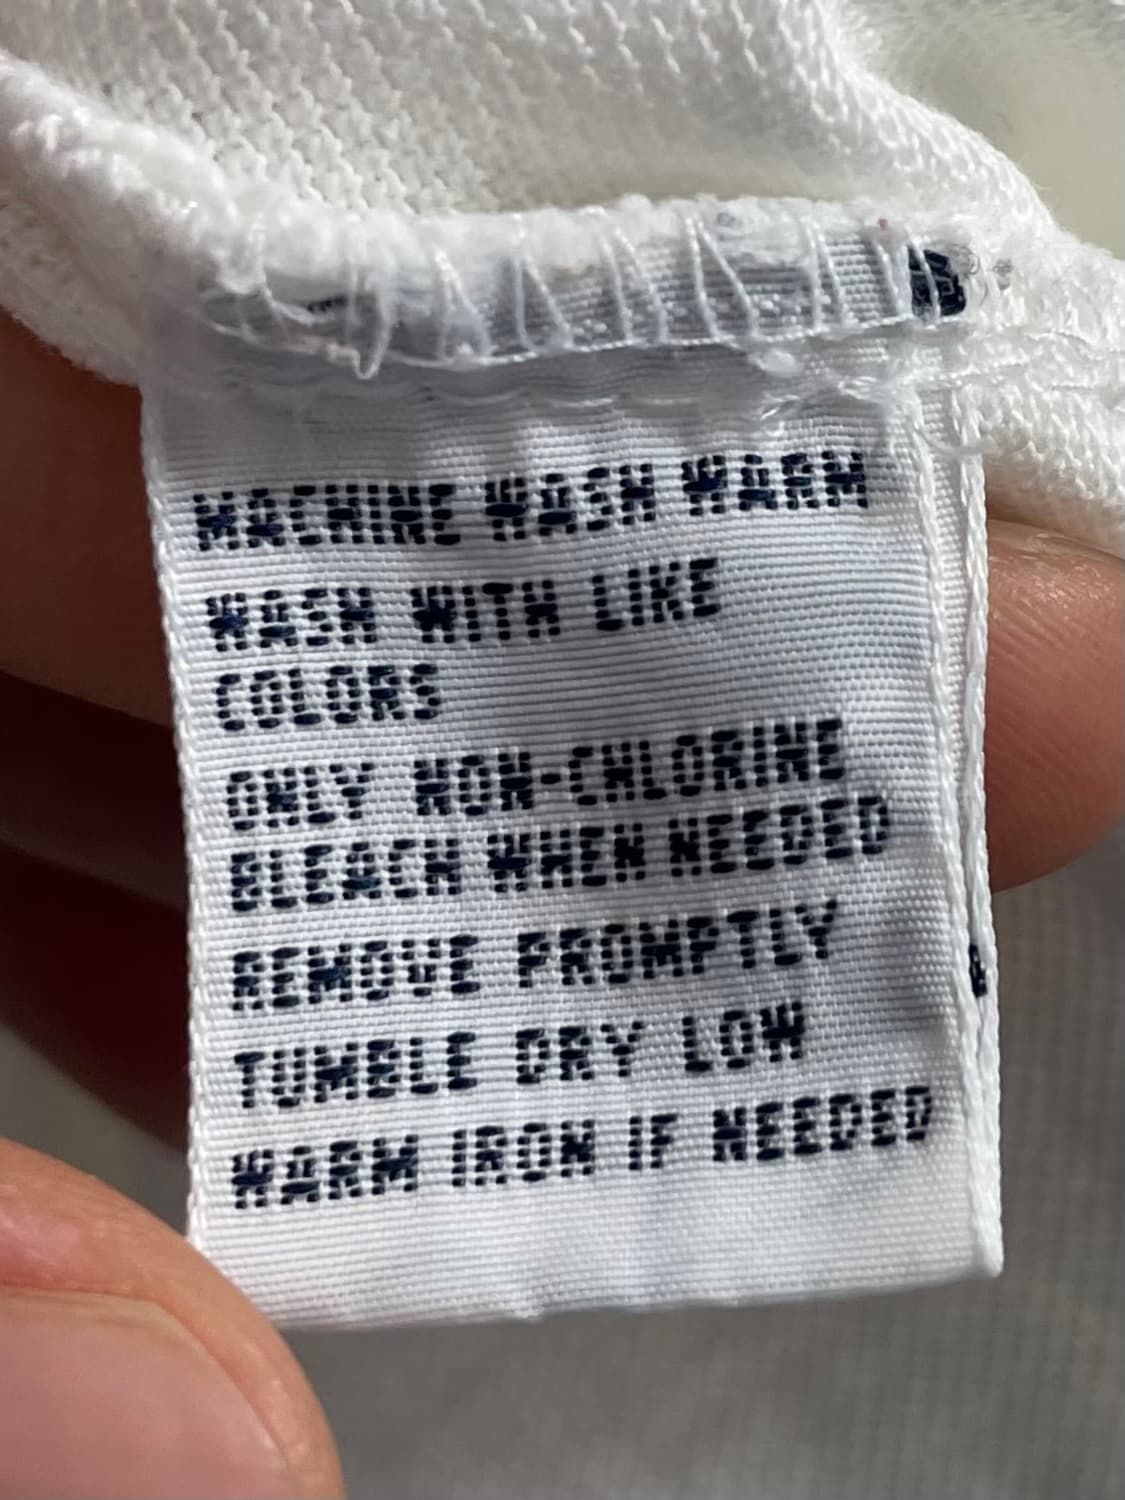 MACHINE WASH WARM
WASH WITH LIKE
COLORS
ONLY NON-CHLORINE
BLEACH WHEN NEEDED
REMOVE PROMPTLY
TUMBLE DRY LOW
WARM IRON IF NEEDED